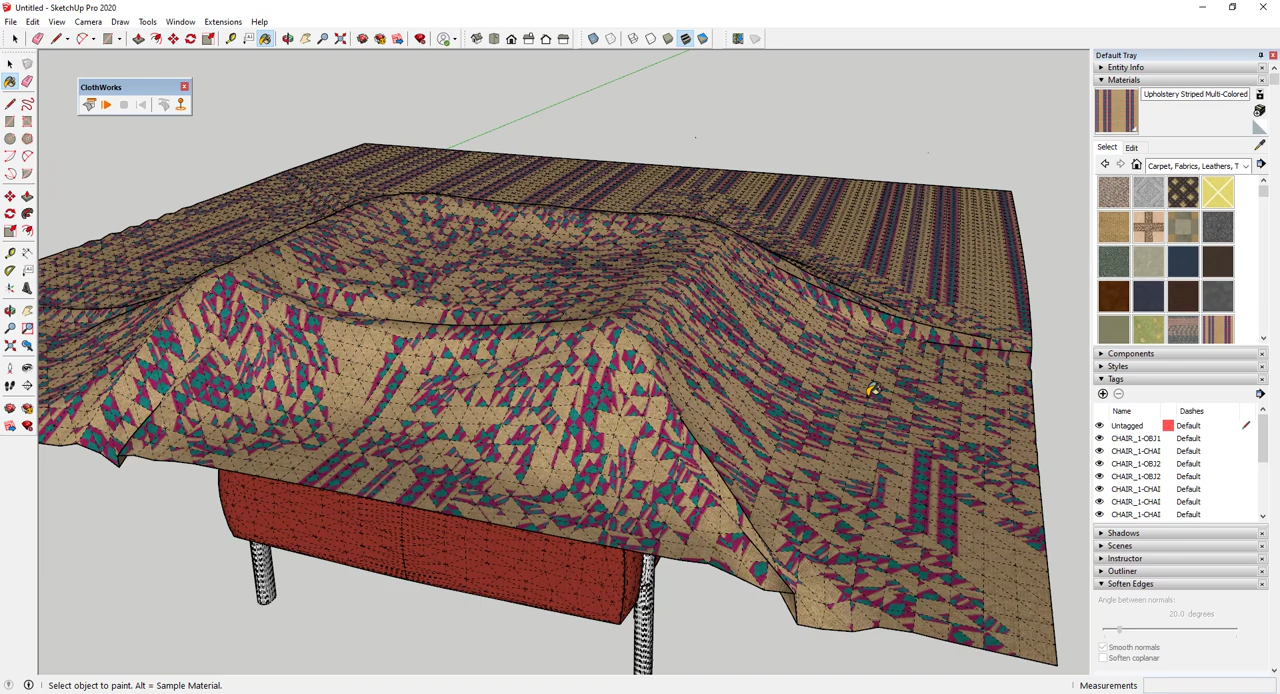 Untitled - SketchUp Pro 2020
File Edit View Camera Draw Tools Window Extensions Help
ClothWorks
Default Tray
Entity Info
Materials
Upholstery Striped Multi-Colored
Select Edit
Carpet, Fabrics, Leathers, T
Components
Styles
Tags
Name Dashes
Untagged Default
CHAIR_1-OBJ1 Default
CHAIR_1-CHAI Default
CHAIR_1-OBJ2 Default
CHAIR_1-OBJ2 Default
CHAIR_1-CHAI Default
CHAIR_1-CHAI Default
CHAIR_1-CHAI Default
Shadows
Scenes
Instructor
Outliner
Soften Edges
Angle between normals:
20.0 degrees
Smooth normals
Soften coplanar
Select object to paint. Alt = Sample Material.
Measurements